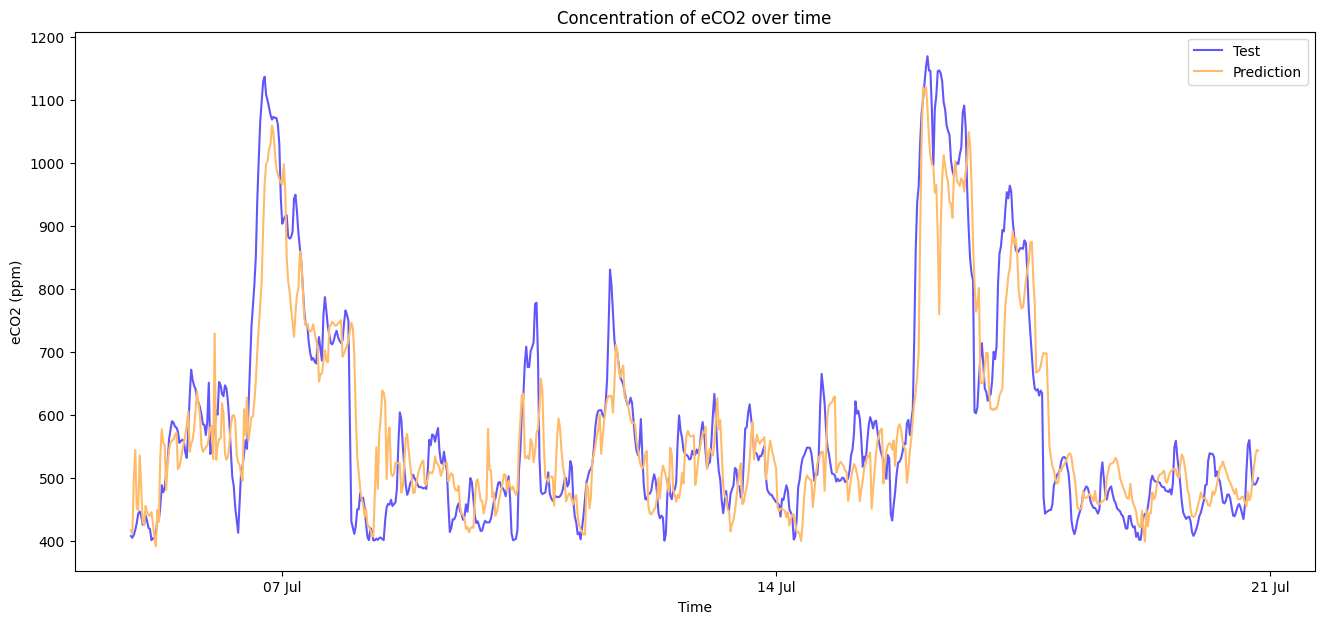 Concentration of eCO2 over time
Test
Prediction
eCO2 (ppm)
1200
1100
1000
900
800
700
600
500
400
07 Jul
14 Jul
21 Jul
Time